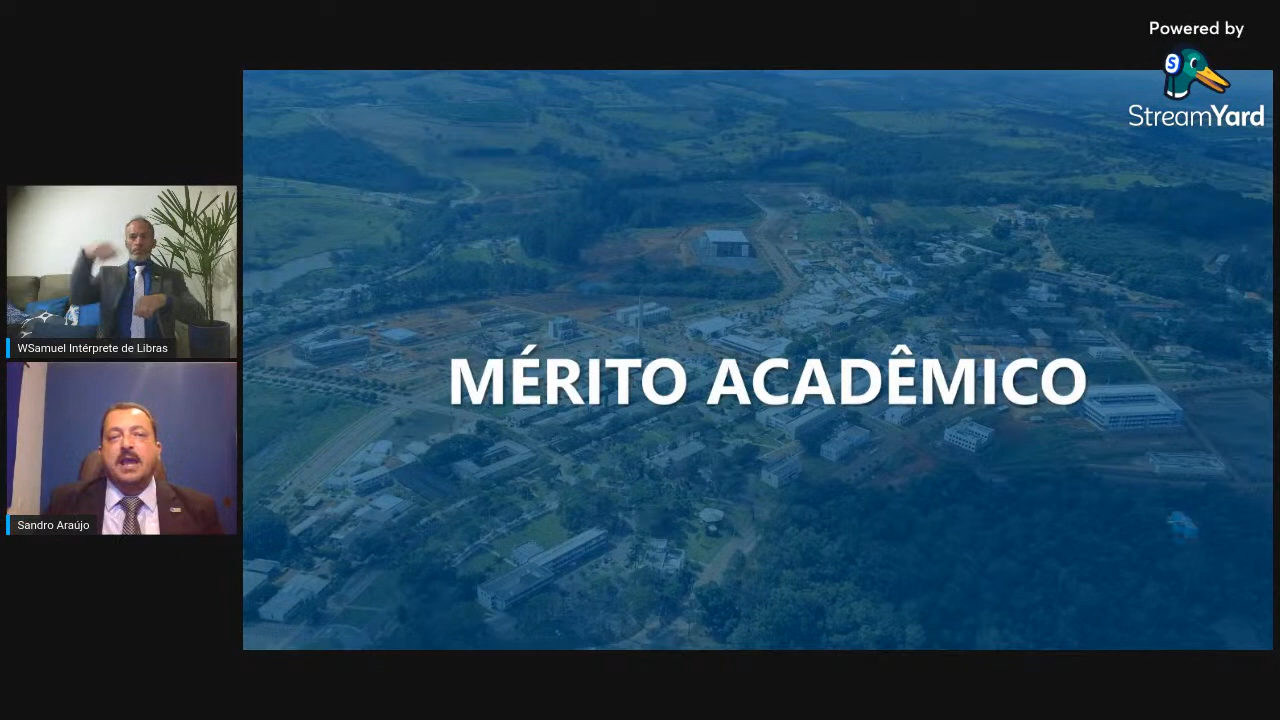 Powered by
S
StreamYard
MÉRITO ACADÊMICO
WSamuel Intérprete de Libras
Sandro Araújo